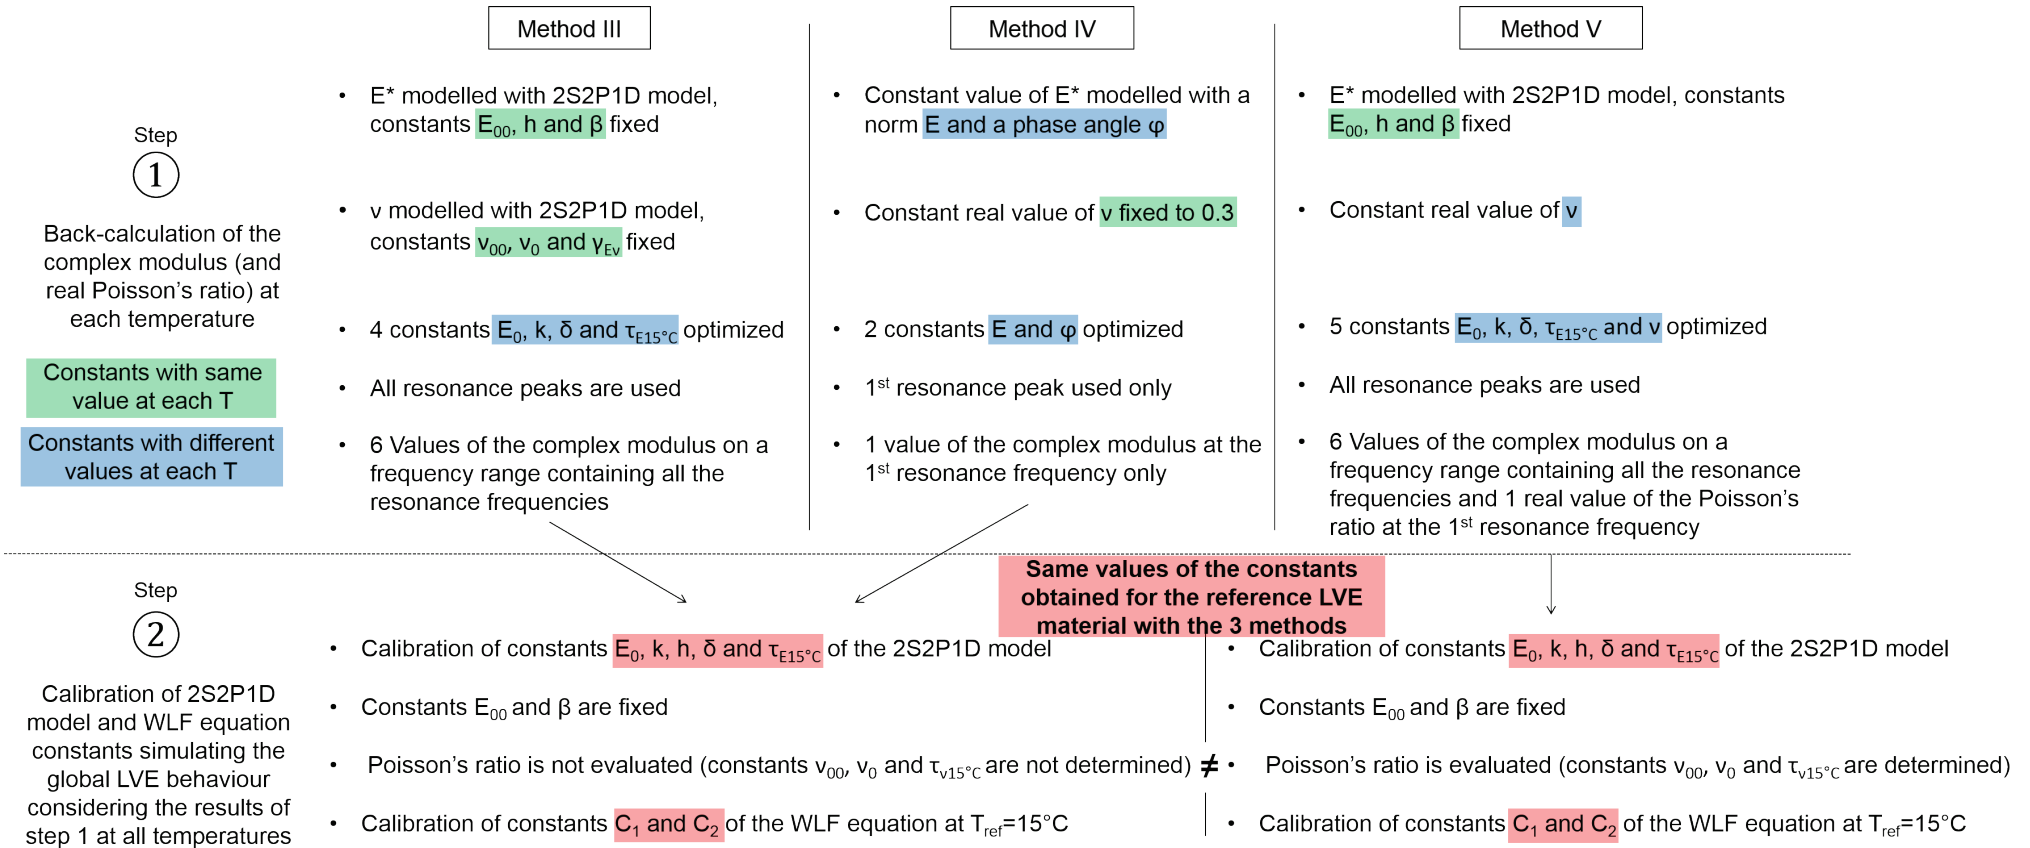 Method III
Method IV
Method V
Step
1
Back-calculation of the
complex modulus (and
real Poisson's ratio) at
each temperature
Constants with same
value at each T
Constants with different
values at each T
• E* modelled with 2S2P1D model,
constants E₀₀, h and β fixed
• ν modelled with 2S2P1D model,
constants ν₀₀, ν₀ and γEν fixed
• 4 constants E₀, k, δ and τE15°C optimized
• All resonance peaks are used
• 6 Values of the complex modulus on a
frequency range containing all the
resonance frequencies
• Constant value of E* modelled with a
norm E and a phase angle φ
• Constant real value of ν fixed to 0.3
• 2 constants E and φ optimized
• 1st resonance peak used only
• 1 value of the complex modulus at the
1st resonance frequency only
• E* modelled with 2S2P1D model, constants
E₀₀, h and β fixed
• Constant real value of ν
• 5 constants E₀, k, δ, τE15°C and ν optimized
• All resonance peaks are used
• 6 Values of the complex modulus on a
frequency range containing all the resonance
frequencies and 1 real value of the Poisson's
ratio at the 1st resonance frequency
Step
2
Calibration of 2S2P1D
model and WLF equation
constants simulating the
global LVE behaviour
considering the results of
step 1 at all temperatures
Same values of the constants
obtained for the reference LVE
material with the 3 methods
• Calibration of constants E₀, k, h, δ and τE15°C of the 2S2P1D model
• Constants E₀₀ and β are fixed
• Poisson's ratio is not evaluated (constants ν₀₀, ν₀ and τν15°C are not determined)
• Calibration of constants C₁ and C₂ of the WLF equation at Tref=15°C
≠
• Calibration of constants E₀, k, h, δ and τE15°C of the 2S2P1D model
• Constants E₀₀ and β are fixed
• Poisson's ratio is evaluated (constants ν₀₀, ν₀ and τν15°C are determined)
• Calibration of constants C₁ and C₂ of the WLF equation at Tref=15°C